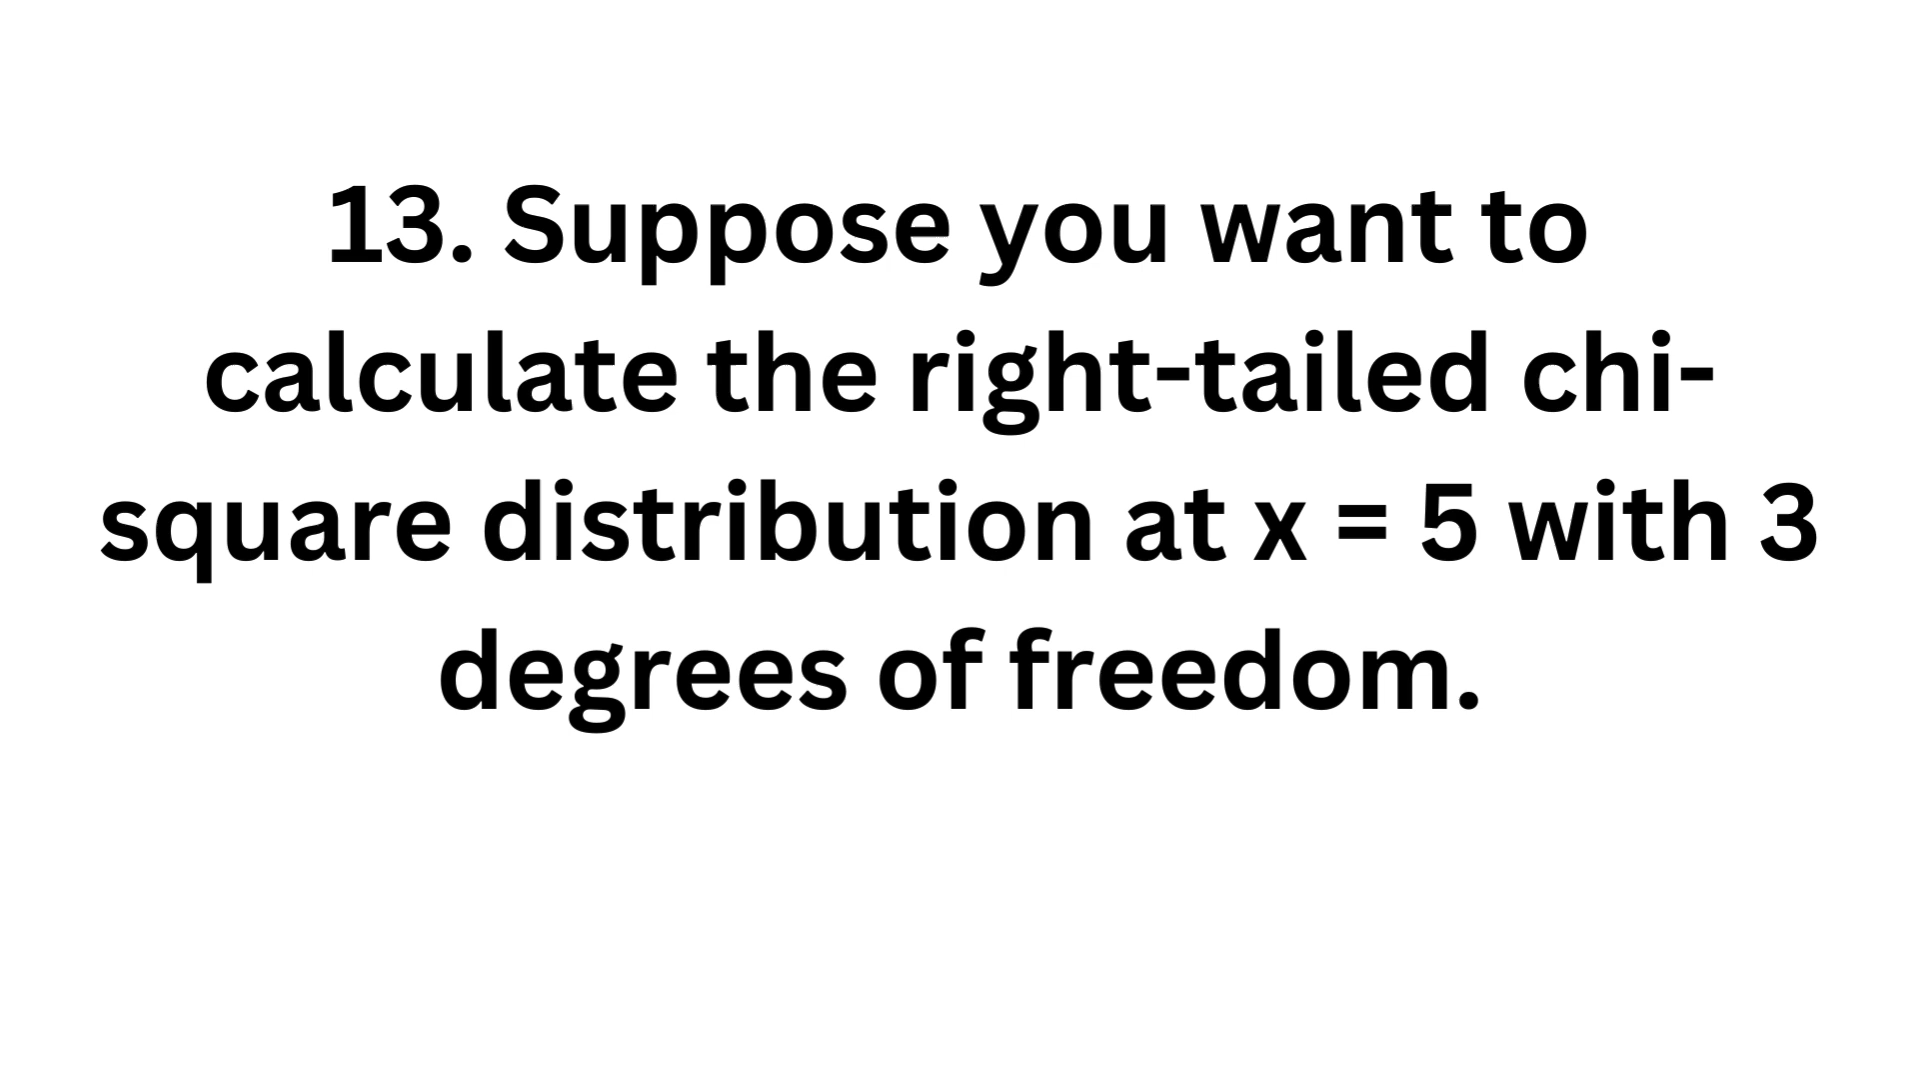 13. Suppose you want to
calculate the right-tailed chi-
square distribution at x = 5 with 3
degrees of freedom.